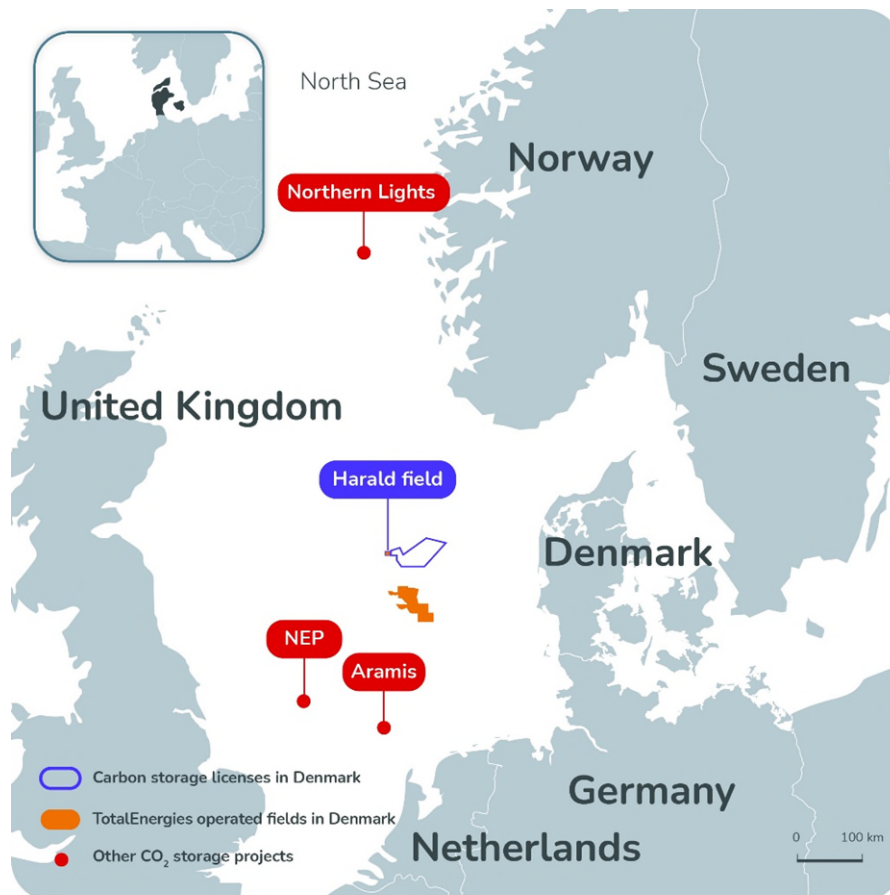 North Sea
Norway
Northern Lights
Sweden
United Kingdom
Harald field
Denmark
NEP
Aramis
Carbon storage licenses in Denmark
Germany
TotalEnergies operated fields in Denmark
0 100 km
Netherlands
Other CO₂ storage projects